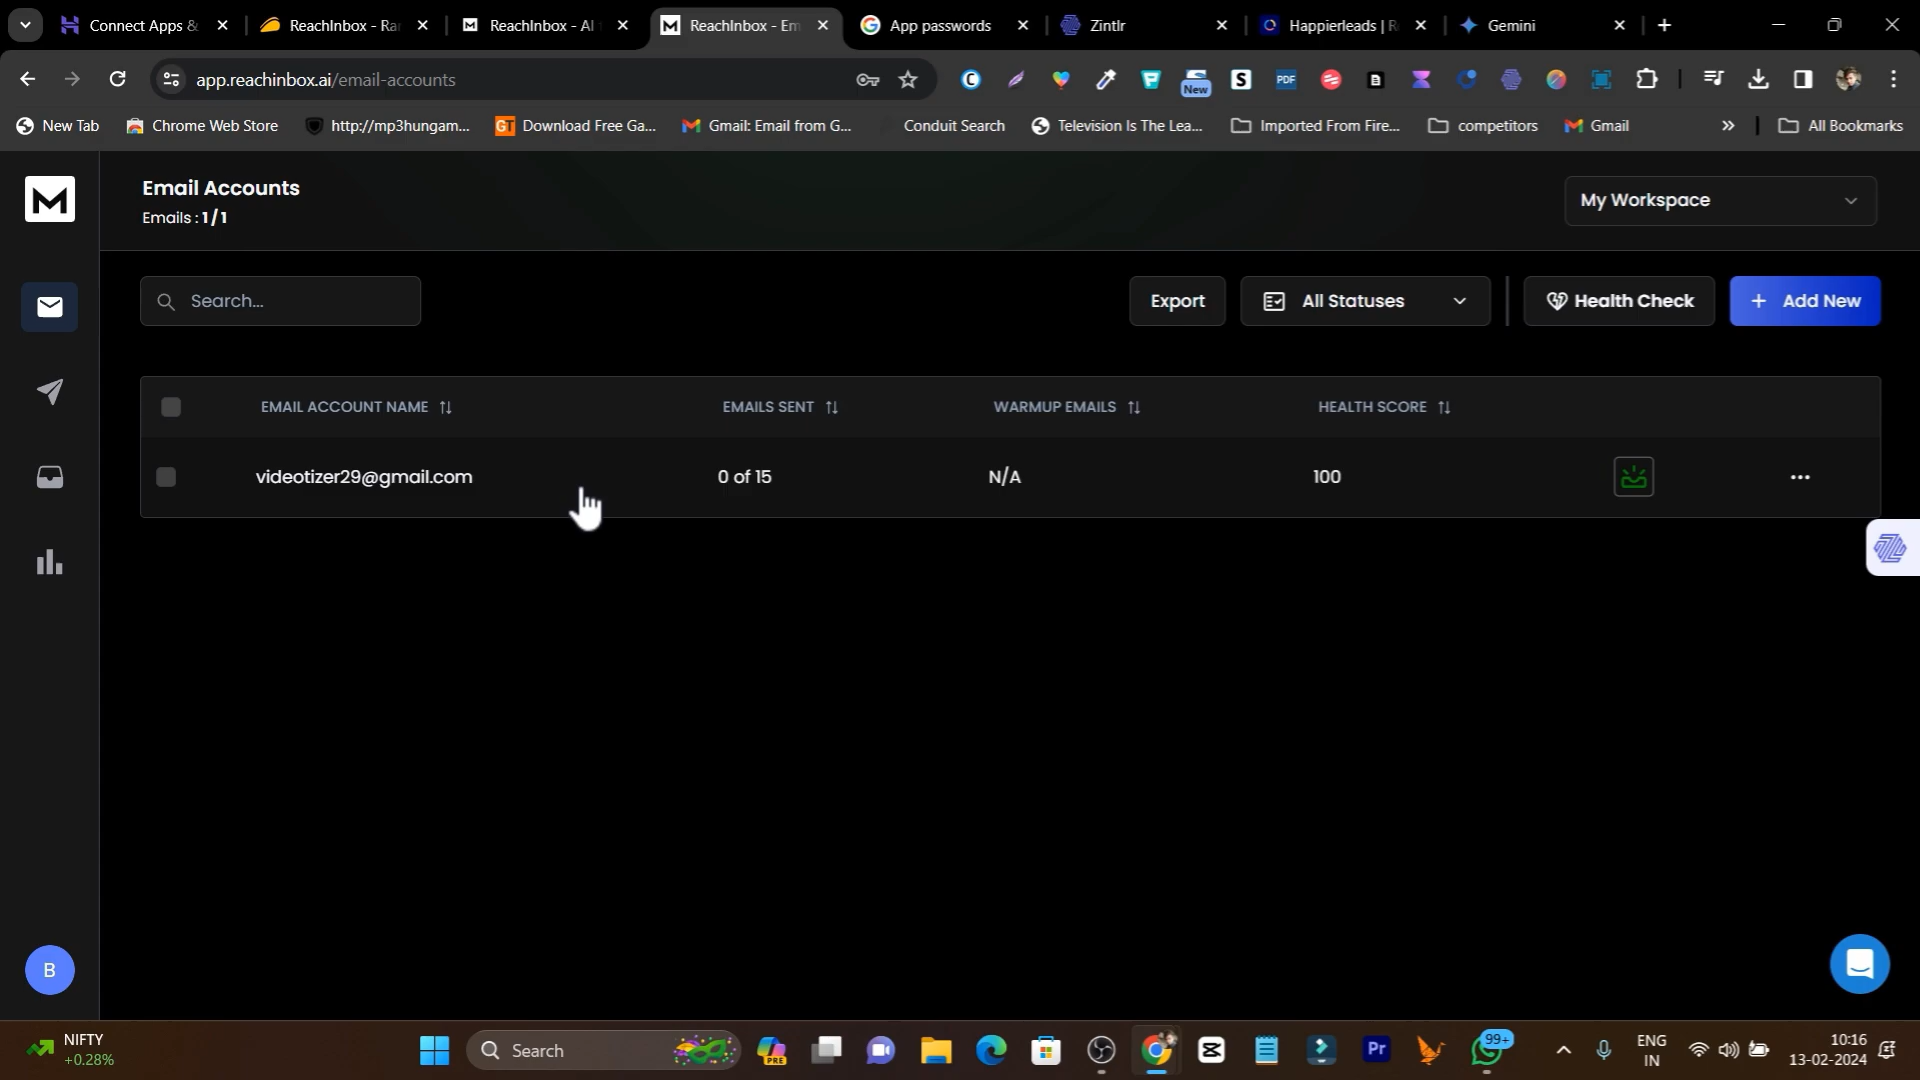 Connect Apps &
ReachInbox - Ra
ReachInbox - AI
ReachInbox - Em
App passwords
Zintlr
Happierleads | R
Gemini
app.reachinbox.ai/email-accounts
New
S
PDF
New Tab
Chrome Web Store
http://mp3hungam...
GT
Download Free Ga...
Gmail: Email from G...
Conduit Search
Television Is The Lea...
Imported From Fire...
competitors
Gmail
All Bookmarks
M
Email Accounts
Emails : 1 / 1
My Workspace
Search...
Export
All Statuses
Health Check
+ Add New
EMAIL ACCOUNT NAME
EMAILS SENT
WARMUP EMAILS
HEALTH SCORE
videotizer29@gmail.com
0 of 15
N/A
100
B
NIFTY
+0.28%
Search
PRE
Pr
99+
ENG
IN
10:16
13-02-2024